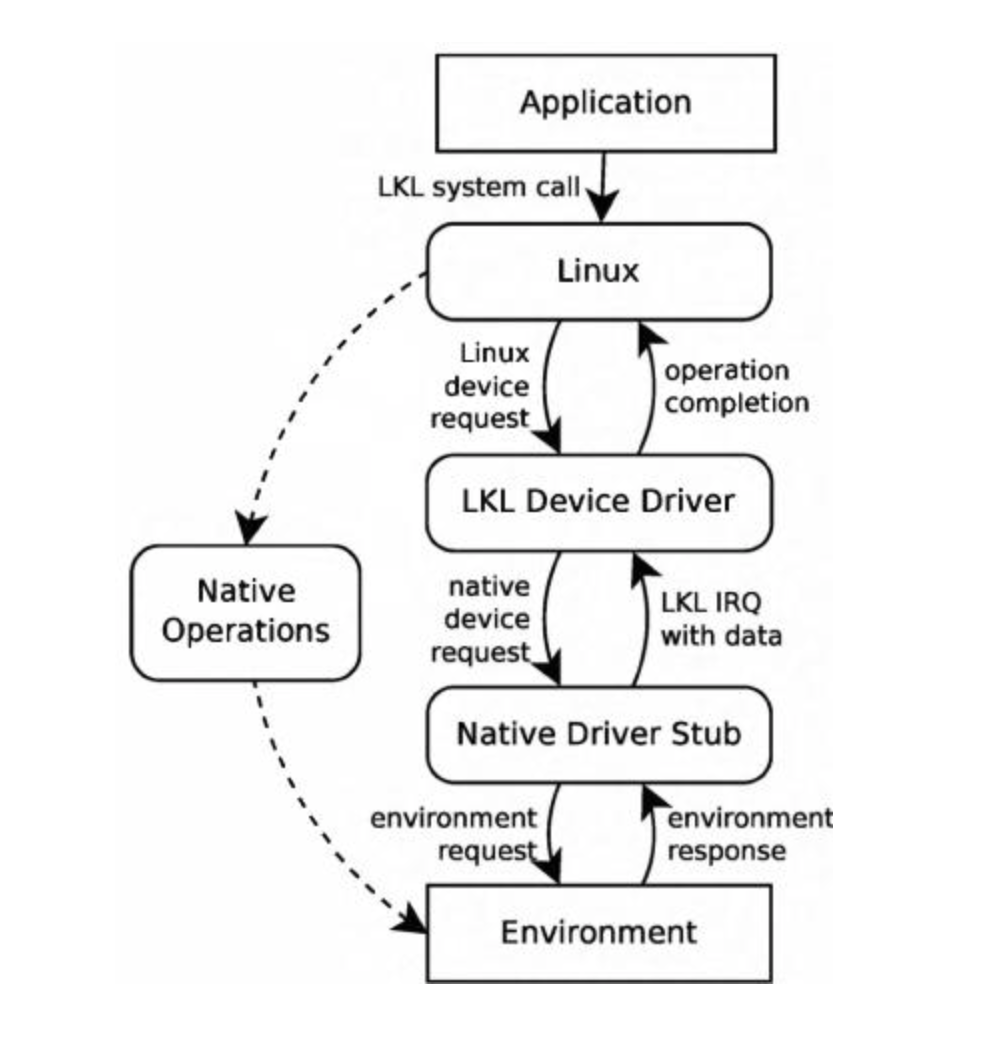 Application
LKL system call
Linux
Linux
device
request
operation
completion
LKL Device Driver
Native
Operations
native
device
request
LKL IRQ
with data
Native Driver Stub
environment
request
environment
response
Environment